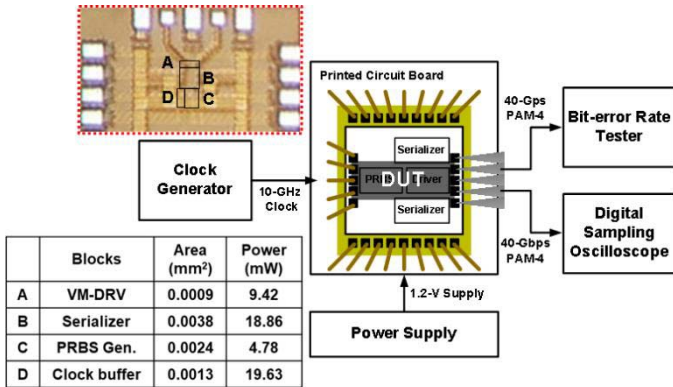 A
B
D
C
Printed Circuit Board
Serializer
PRBS
DUT
Driver
Serializer
Clock
Generator
10-GHz
Clock
40-Gps
PAM-4
Bit-error Rate
Tester
40-Gbps
PAM-4
Digital
Sampling
Oscilloscope
1.2-V Supply
Power Supply
Blocks Area (mm²) Power (mW)
A VM-DRV 0.0009 9.42
B Serializer 0.0038 18.86
C PRBS Gen. 0.0024 4.78
D Clock buffer 0.0013 19.63